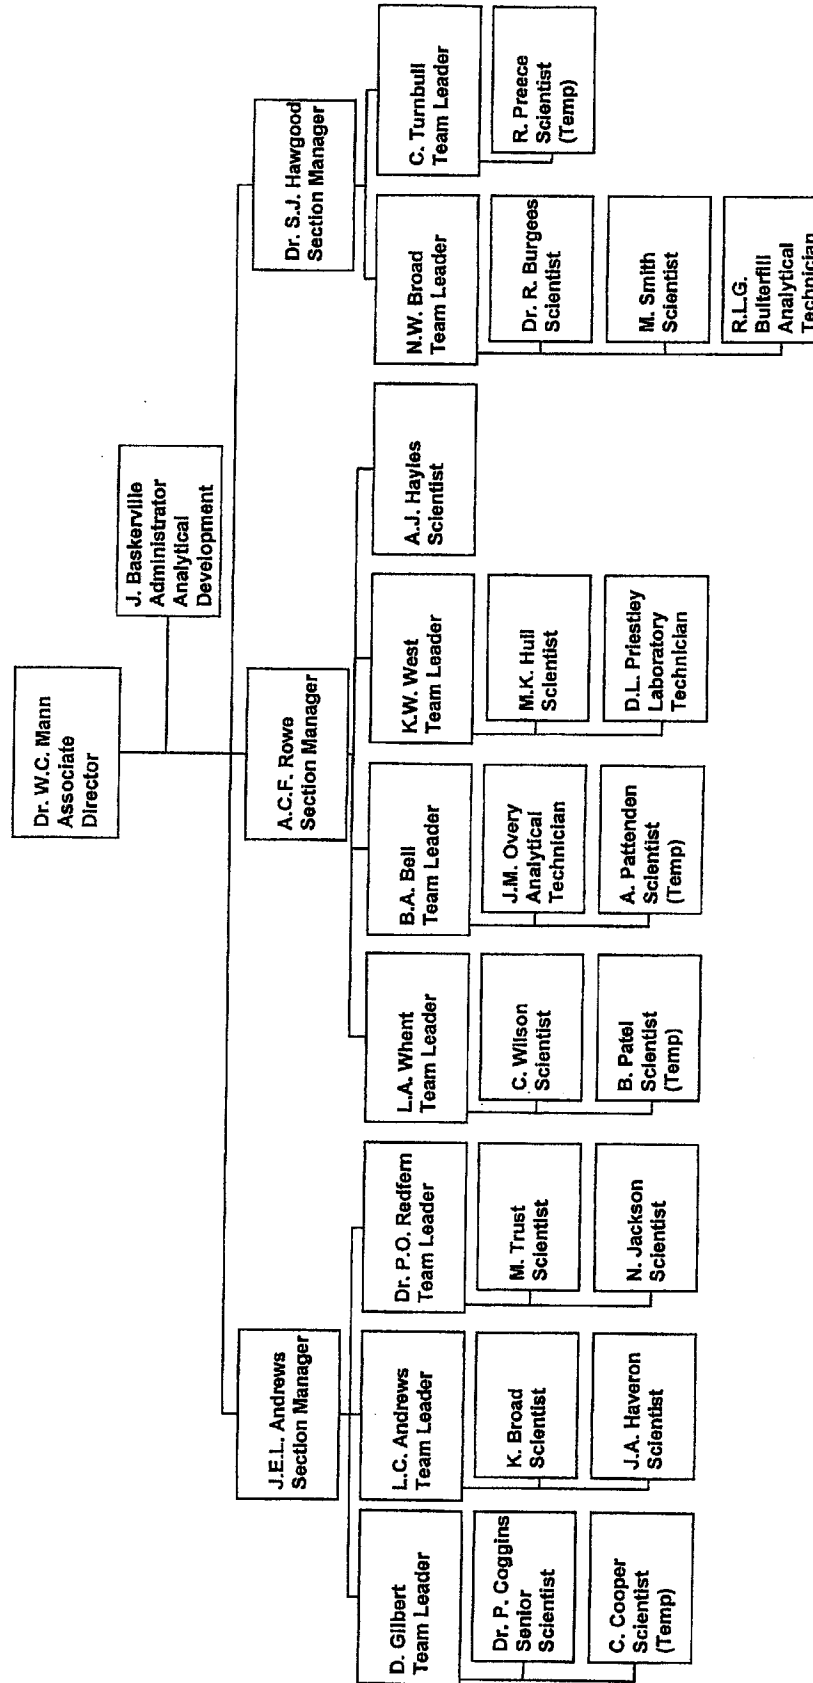 Dr. W.C. Mann
Associate
Director
J. Baskerville
Administrator
Analytical
Development
J.E.L. Andrews
Section Manager
A.C.F. Rowe
Section Manager
Dr. S.J. Hawgood
Section Manager
D. Gilbert
Team Leader
L.C. Andrews
Team Leader
Dr. P.O. Redfern
Team Leader
L.A. Whent
Team Leader
B.A. Bell
Team Leader
K.W. West
Team Leader
A.J. Hayles
Scientist
N.W. Broad
Team Leader
C. Turnbull
Team Leader
Dr. P. Coggins
Senior
Scientist
K. Broad
Scientist
M. Trust
Scientist
C. Wilson
Scientist
J.M. Overy
Analytical
Technician
M.K. Hull
Scientist
Dr. R. Burgees
Scientist
R. Preece
Scientist
(Temp)
C. Cooper
Scientist
(Temp)
J.A. Haveron
Scientist
N. Jackson
Scientist
B. Patel
Scientist
(Temp)
A. Pattenden
Scientist
(Temp)
D.L. Priestley
Laboratory
Technician
M. Smith
Scientist
R.L.G.
Bulterfill
Analytical
Technician